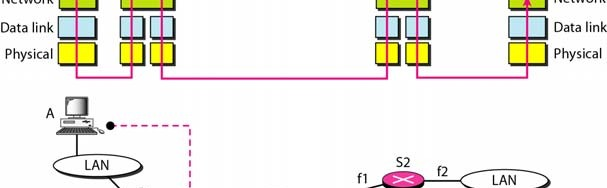 Network Network
Data link Data link
Physical Physical
A
LAN
S2
f1 f2 LAN